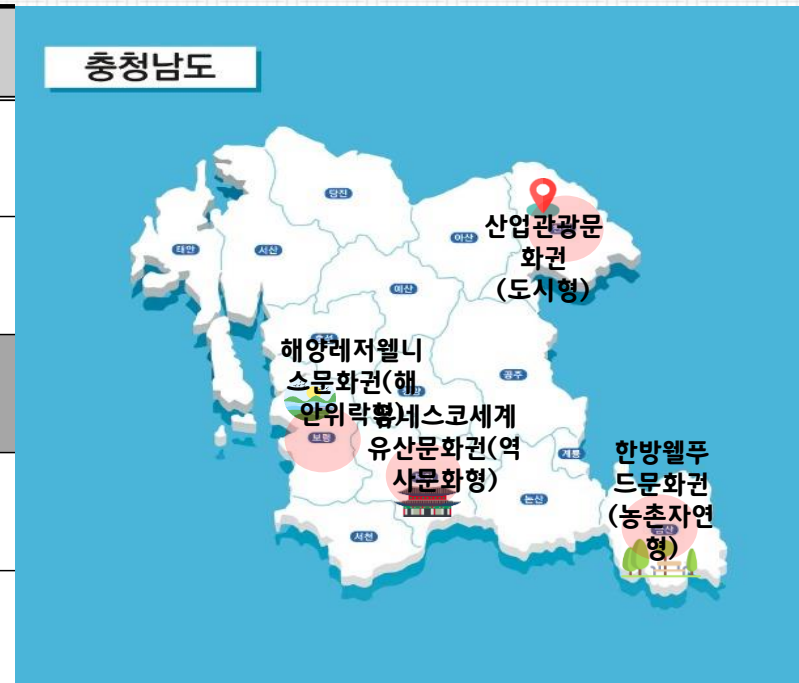 충청남도
당진
태안
서산
아산
산업관광문
화권
(도시형)
예산
홍성
해양레저웰니
스문화권(해
안위락형)
공주
유네스코세계
유산문화권(역
사문화형)
보령
계룡
논산
한방웰푸
드문화권
(농촌자연
형)
금산
서천